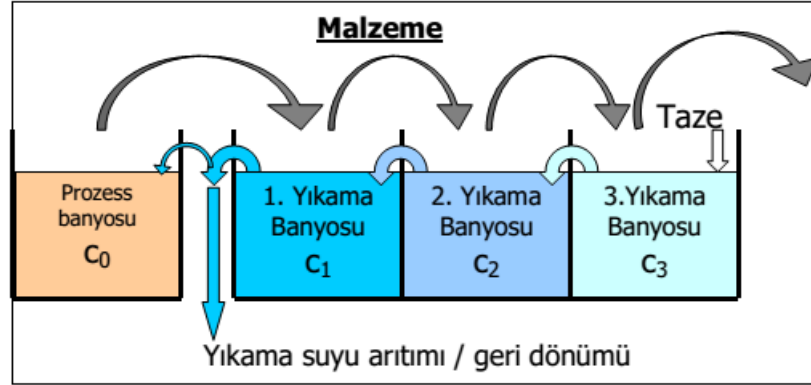 Malzeme
Taze
Prozess
banyosu
C₀
1. Yıkama
Banyosu
C₁
2. Yıkama
Banyosu
C₂
3.Yıkama
Banyosu
C₃
Yıkama suyu arıtımı / geri dönümü